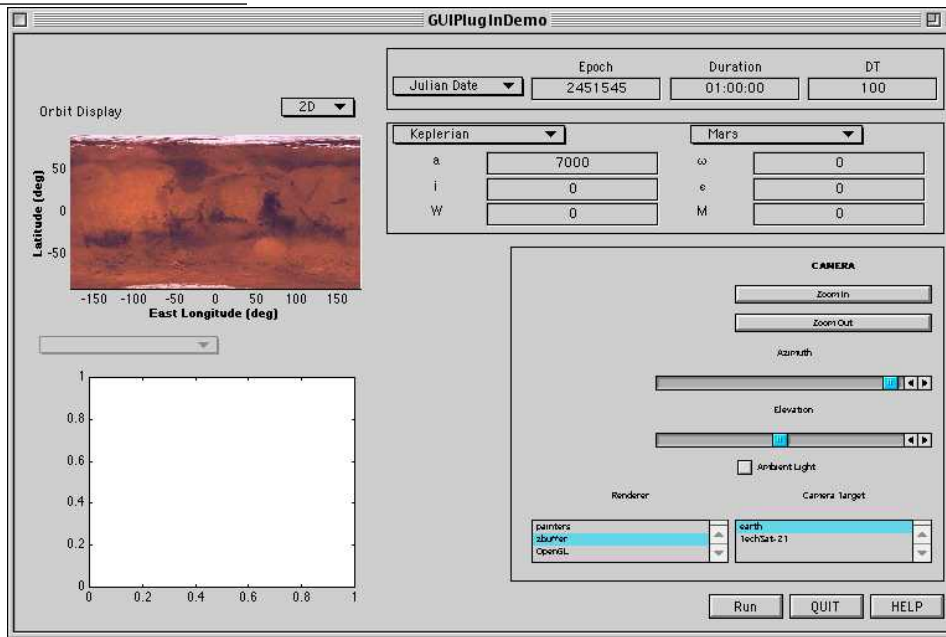 GUIPlugInDemo
Epoch Duration DT
Julian Date 2451545 01:00:00 100
Orbit Display 2D
Keplerian Mars
a 7000 ω 0
i 0 e 0
W 0 M 0
Latitude (deg)
50
0
-50
-150 -100 -50 0 50 100 150
East Longitude (deg)
CAMERA
Zoom In
Zoom Out
Azimuth
Elevation
Ambient Light
Renderer Camera Target
painters earth
zbuffer TechSat-21
OpenGL
1
0.8
0.6
0.4
0.2
0
0 0.2 0.4 0.6 0.8 1
Run QUIT HELP